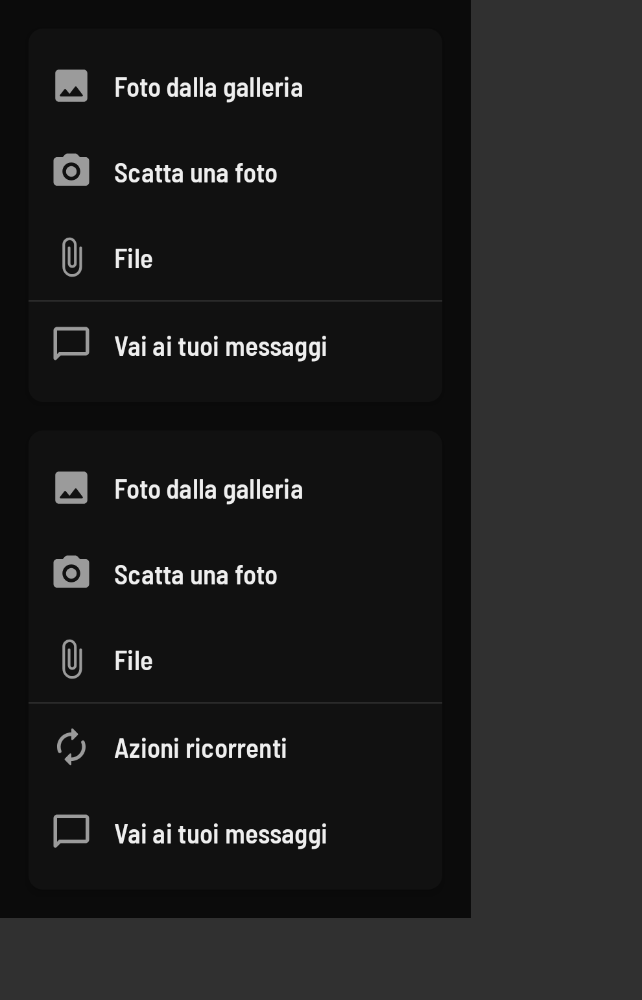 Foto dalla galleria
Scatta una foto
File
Vai ai tuoi messaggi
Foto dalla galleria
Scatta una foto
File
Azioni ricorrenti
Vai ai tuoi messaggi